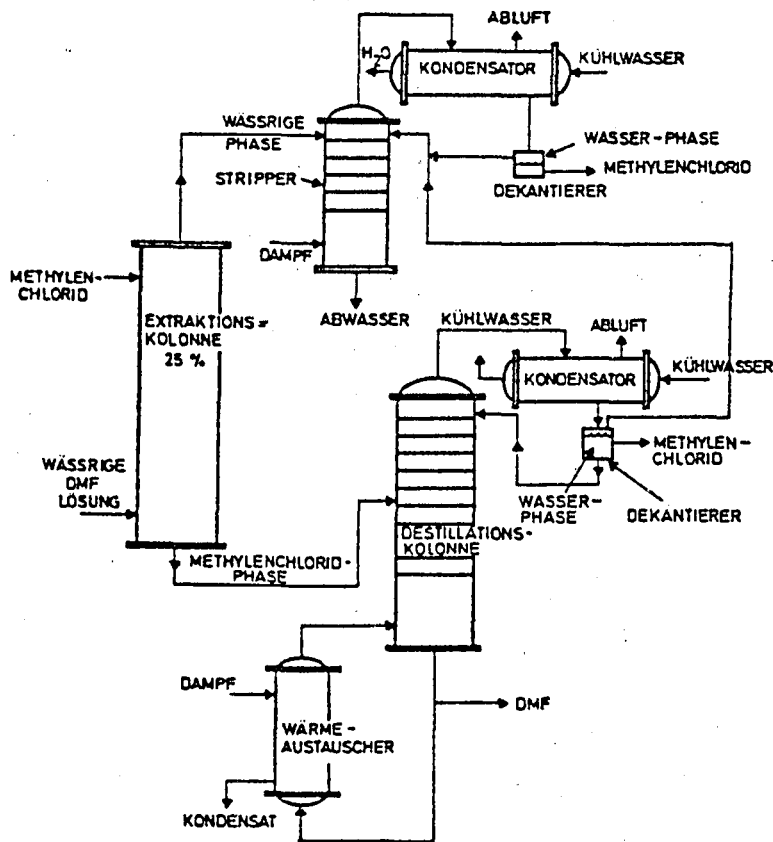 ABLUFT
H2O
KONDENSATOR
KÜHLWASSER
WÄSSRIGE
PHASE
WASSER-PHASE
METHYLENCHLORID
DEKANTIERER
STRIPPER
DAMPF
ABWASSER
METHYLEN-
CHLORID
EXTRAKTIONS=
KOLONNE
25 %
KÜHLWASSER
ABLUFT
KONDENSATOR
KÜHLWASSER
METHYLEN-
CHLORID
WASSER-
PHASE
DEKANTIERER
WÄSSRIGE
DMF
LÖSUNG
DESTILLATIONS-
KOLONNE
METHYLENCHLORID-
PHASE
DAMPF
WÄRME-
AUSTAUSCHER
DMF
KONDENSAT